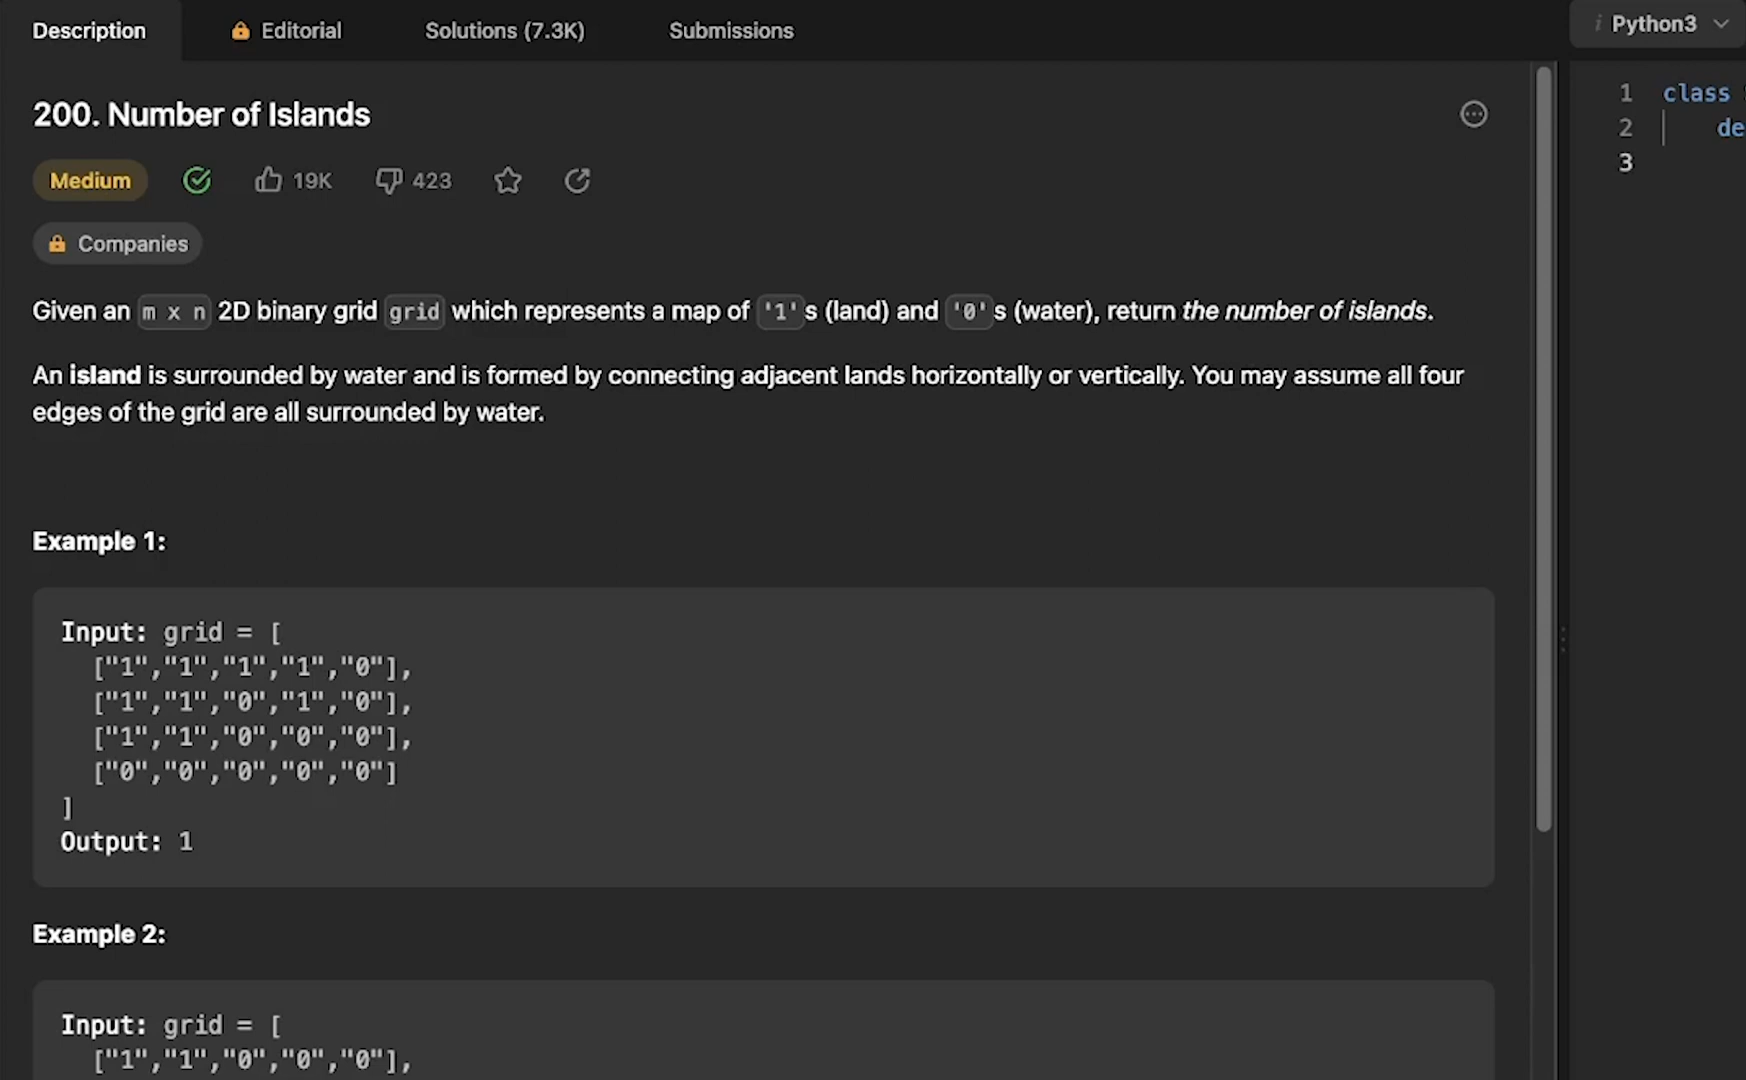 Description Editorial Solutions (7.3K) Submissions
200. Number of Islands
Medium 19K 423
Companies
Given an m x n 2D binary grid grid which represents a map of '1's (land) and '0's (water), return the number of islands.
An island is surrounded by water and is formed by connecting adjacent lands horizontally or vertically. You may assume all four
edges of the grid are all surrounded by water.
Example 1:
Input: grid = [
["1","1","1","1","0"],
["1","1","0","1","0"],
["1","1","0","0","0"],
["0","0","0","0","0"]
]
Output: 1
Example 2:
Input: grid = [
["1","1","0","0","0"],
i Python3
1 class
2 de
3